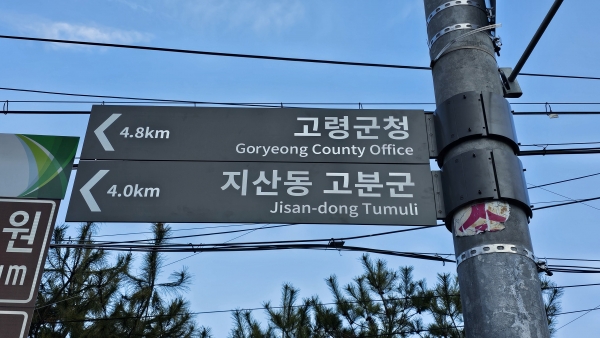 4.8km 고령군청
Goryeong County Office
4.0km 지산동 고분군
Jisan-dong Tumuli
원